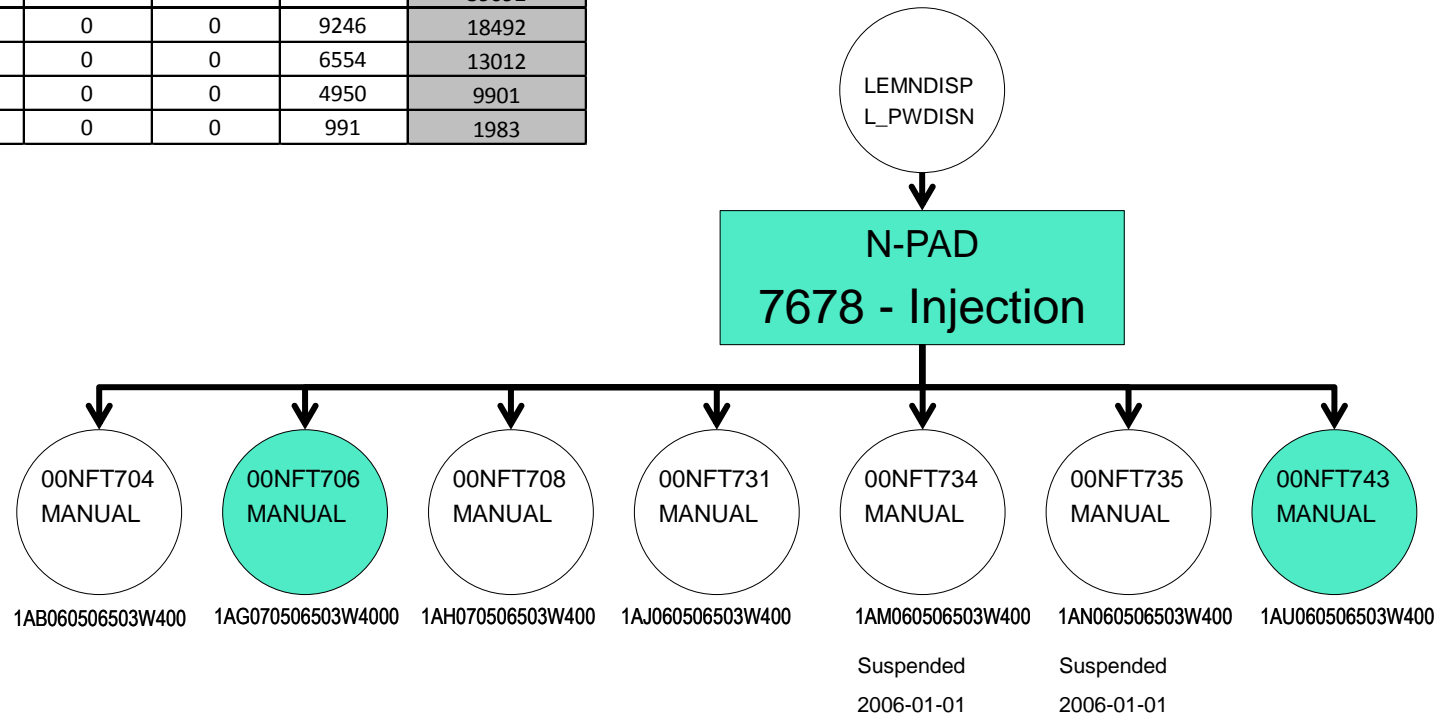 0 0 9246 18492
0 0 6554 13012
0 0 4950 9901
0 0 991 1983
LEMNDISP
L_PWDISN
N-PAD
7678 - Injection
00NFT704 00NFT706 00NFT708 00NFT731 00NFT734 00NFT735 00NFT743
MANUAL MANUAL MANUAL MANUAL MANUAL MANUAL MANUAL
1AB060506503W400 1AG070506503W4000 1AH070506503W400 1AJ060506503W400 1AM060506503W400 1AN060506503W400 1AU060506503W400
Suspended Suspended
2006-01-01 2006-01-01